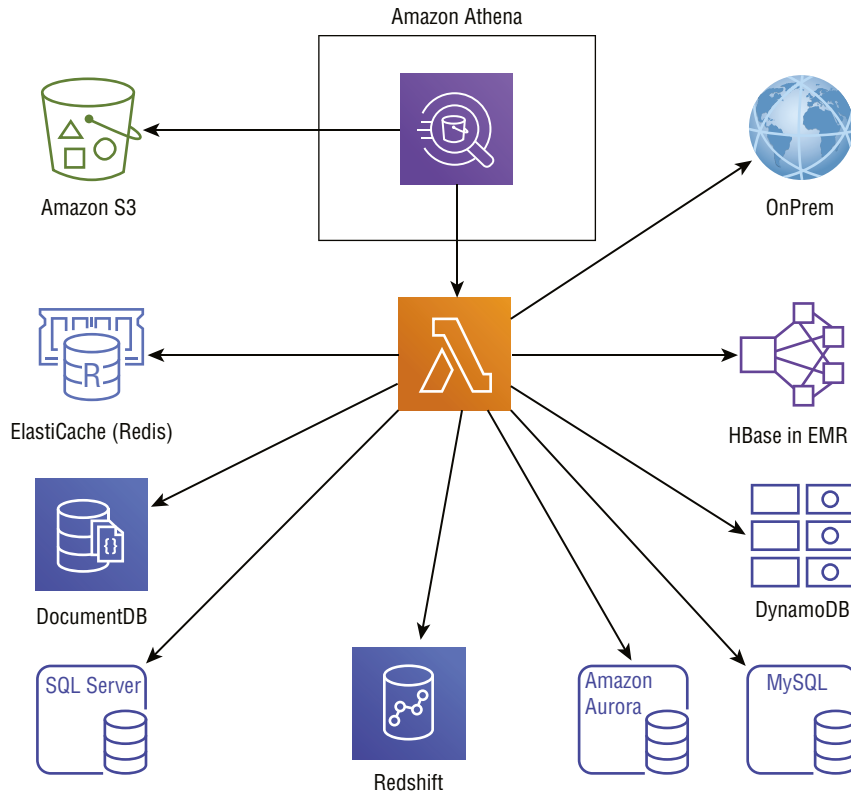 Amazon Athena
Amazon S3
OnPrem
ElastiCache (Redis)
R
HBase in EMR
DocumentDB
{}
DynamoDB
SQL Server
Redshift
Amazon
Aurora
MySQL